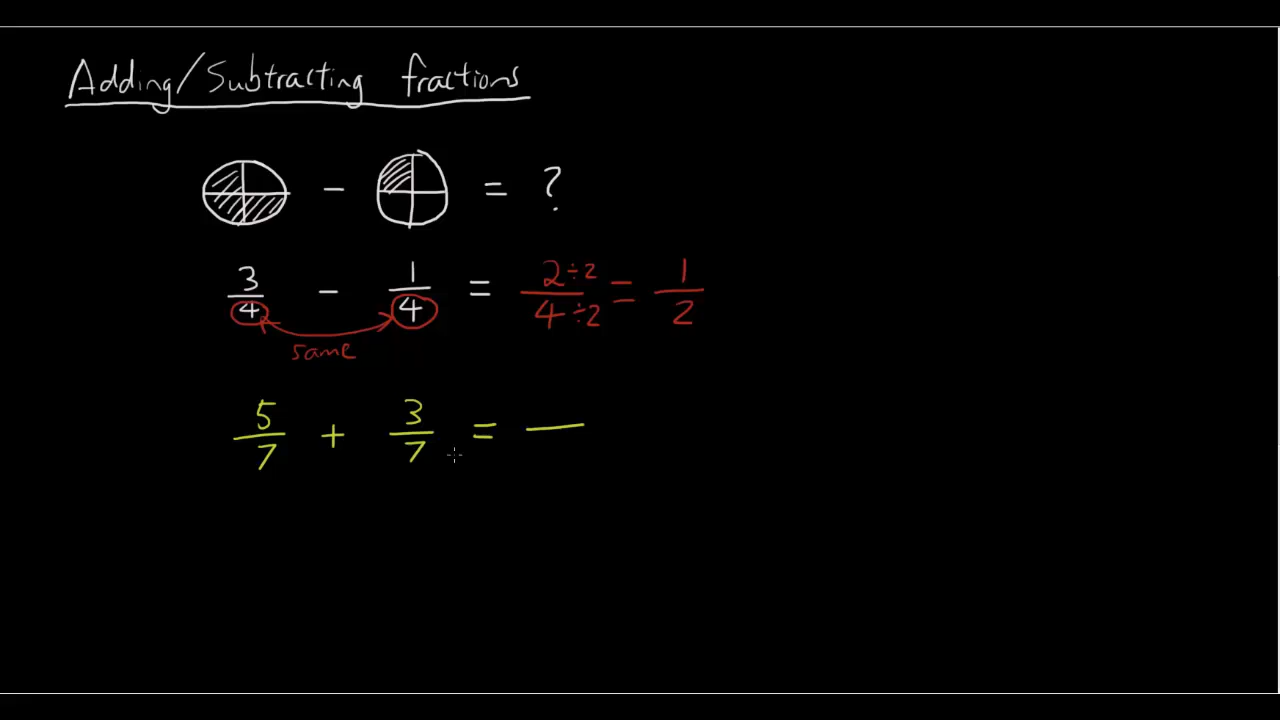 Adding/Subtracting fractions
- = ?
3/4 - 1/4 = 2÷2/4÷2 = 1/2
same
5/7 + 3/7 =